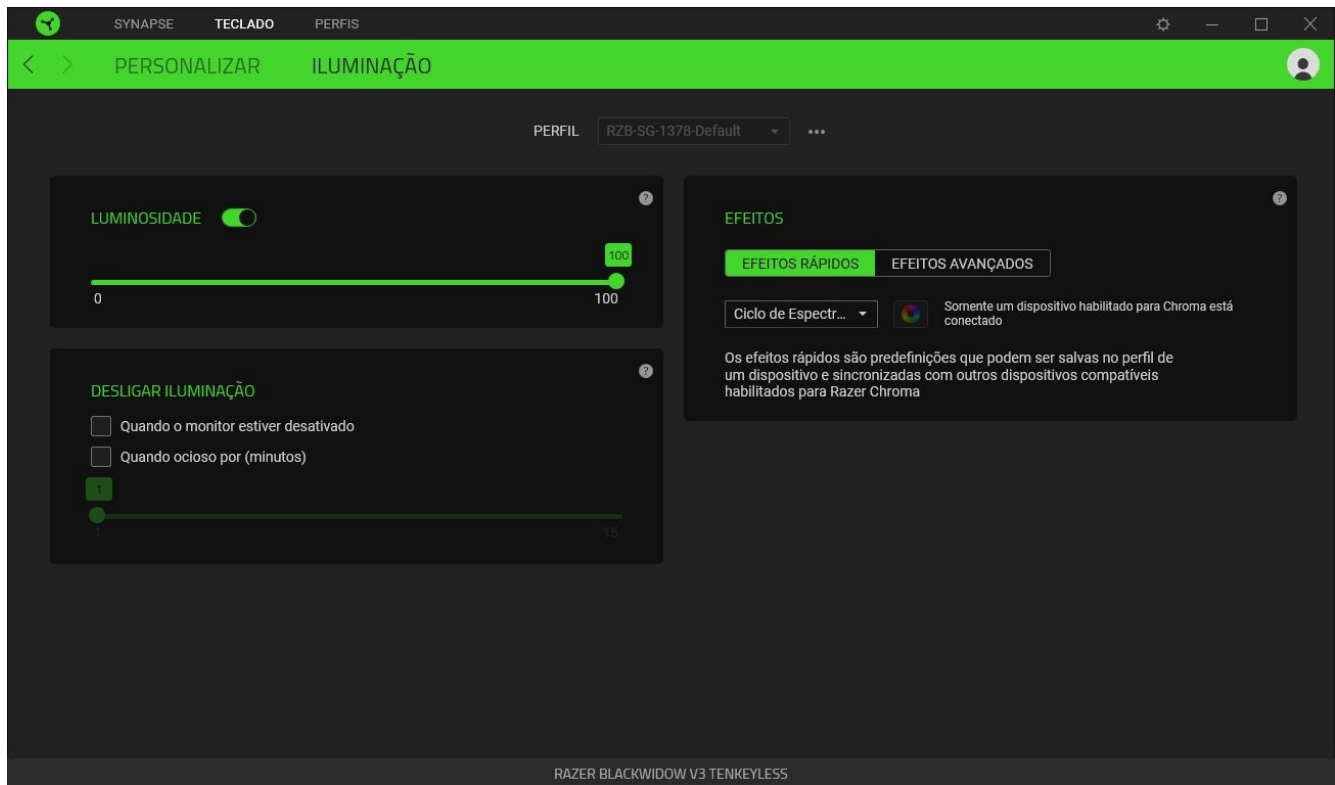 SYNAPSE TECLADO PERFIS
PERSONALIZAR ILUMINAÇÃO
PERFIL RZB-SG-1378-Default
LUMINOSIDADE
100
0 100
DESLIGAR ILUMINAÇÃO
Quando o monitor estiver desativado
Quando ocioso por (minutos)
1
1 15
EFEITOS
EFEITOS RÁPIDOS EFEITOS AVANÇADOS
Ciclo de Espectr...
Somente um dispositivo habilitado para Chroma está
conectado
Os efeitos rápidos são predefinições que podem ser salvas no perfil de
um dispositivo e sincronizadas com outros dispositivos compatíveis
habilitados para Razer Chroma
RAZER BLACKWIDOW V3 TENKEYLESS